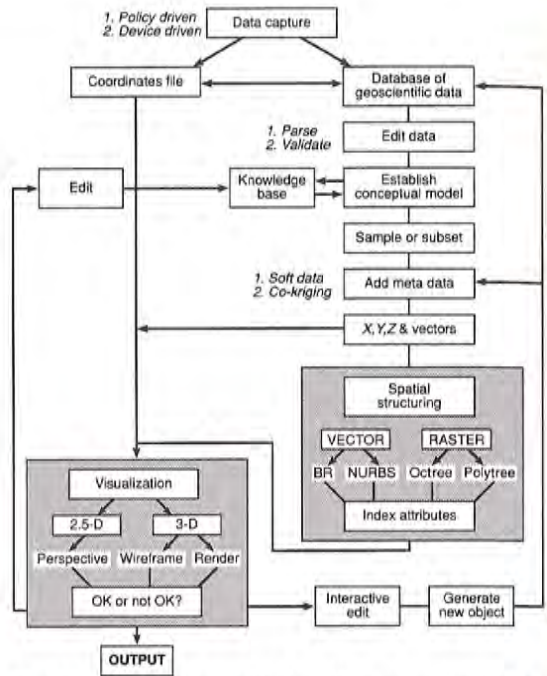 1. Policy driven
2. Device driven
Data capture
Coordinates file
Database of
geoscientific data
1. Parse
2. Validate
Edit data
Edit
Knowledge
base
Establish
conceptual model
Sample or subset
1. Soft data
2. Co-kriging
Add meta data
X,Y,Z & vectors
Spatial
structuring
VECTOR
RASTER
BR
NURBS
Octree
Polytree
Index attributes
Visualization
2.5-D
3-D
Perspective
Wireframe
Render
OK or not OK?
Interactive
edit
Generate
new object
OUTPUT